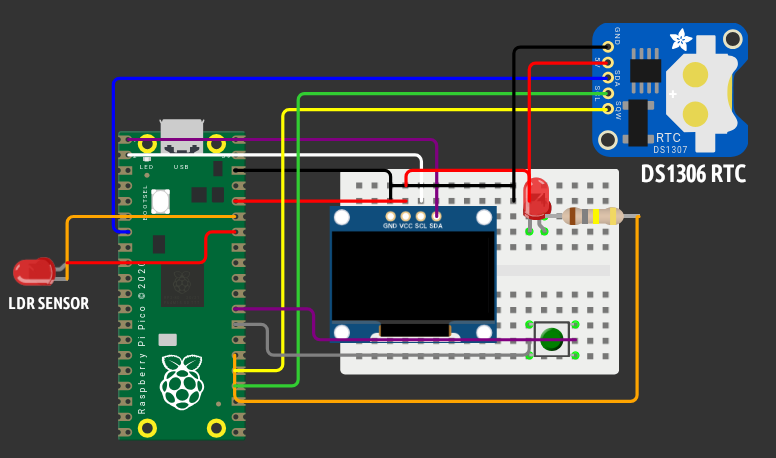 GND
5V
SDA
SCL
SQW
RTC
DS1307
DS1306 RTC
LED
USB
BOOTSEL
Raspberry Pi Pico © 2020
GND VCC SCL SDA
LDR SENSOR